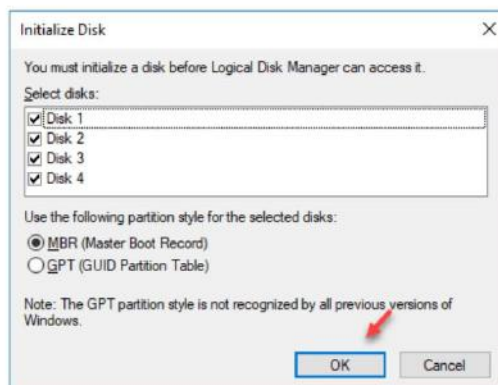 Initialize Disk
You must initialize a disk before Logical Disk Manager can access it.
Select disks:
Disk 1
Disk 2
Disk 3
Disk 4
Use the following partition style for the selected disks:
MBR (Master Boot Record)
GPT (GUID Partition Table)
Note: The GPT partition style is not recognized by all previous versions of
Windows.
OK Cancel